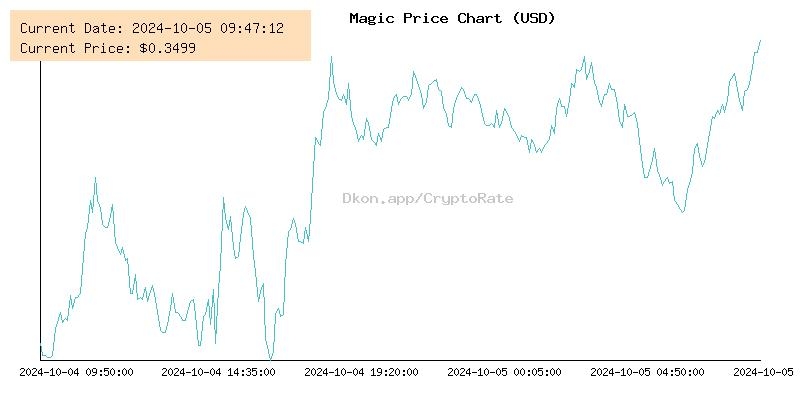 Magic Price Chart (USD)
Current Date: 2024-10-05 09:47:12
Current Price: $0.3499
Dkon.app/CryptoRate
2024-10-04 09:50:00 2024-10-04 14:35:00 2024-10-04 19:20:00 2024-10-05 00:05:00 2024-10-05 04:50:00 2024-10-05